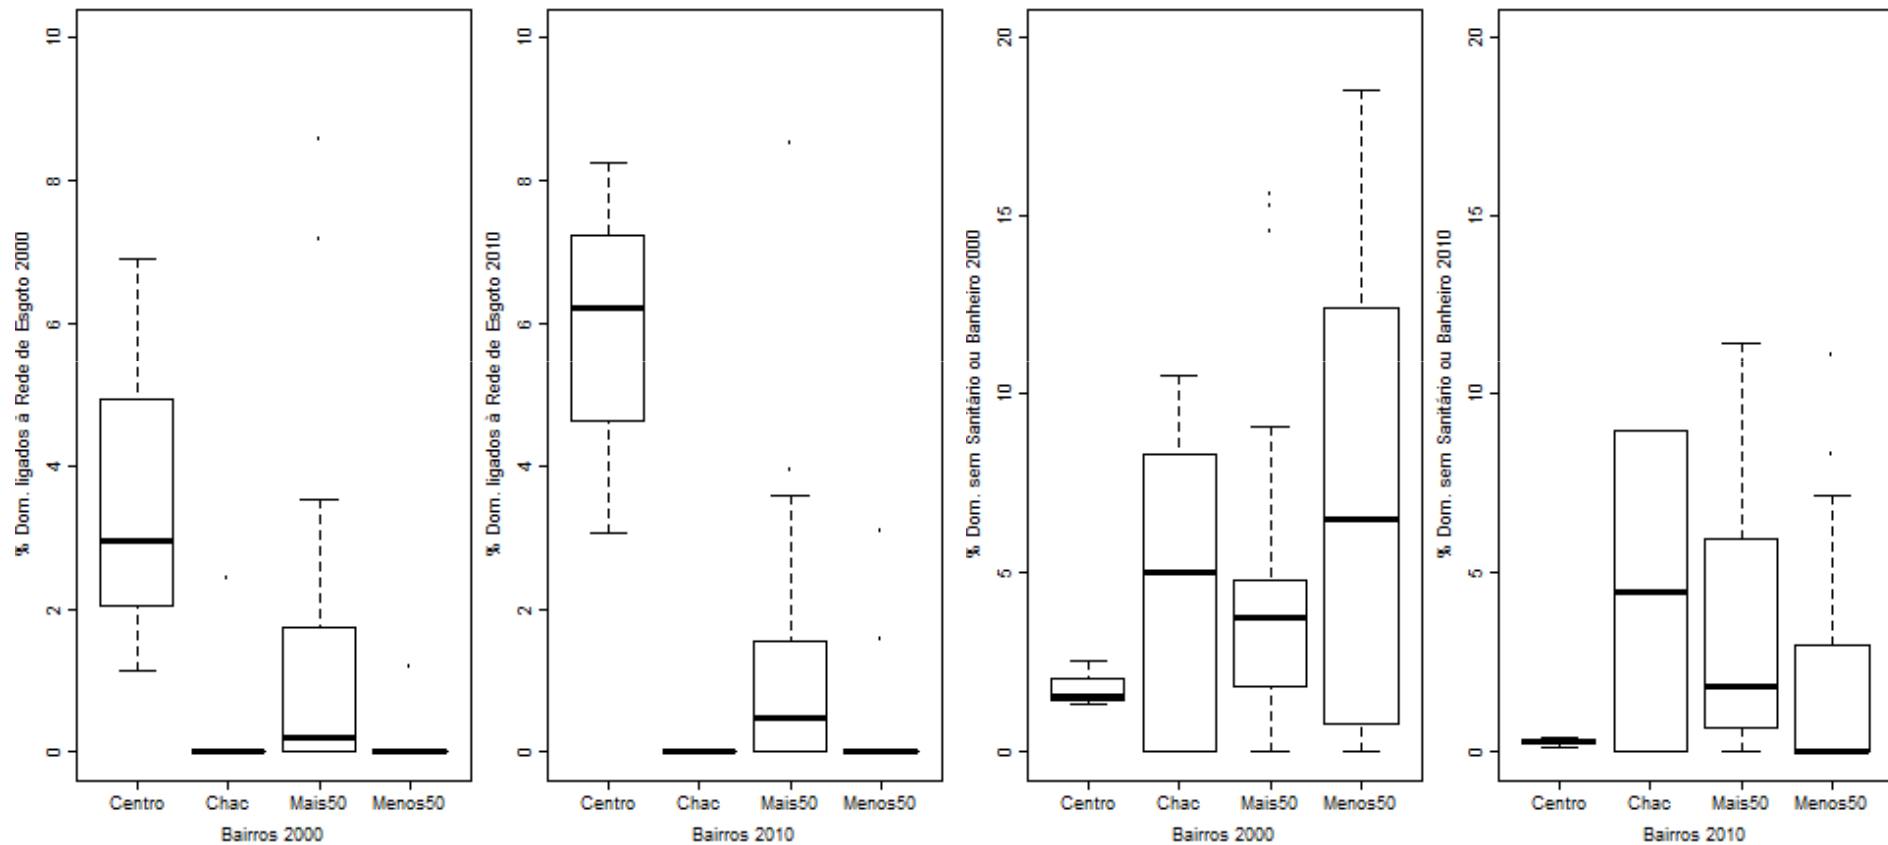 % Dom. ligados à Rede de Esgoto 2000
10
8
6
4
2
0
Centro Chac Mais50 Menos50
Bairros 2000
% Dom. ligados à Rede de Esgoto 2010
10
8
6
4
2
0
Centro Chac Mais50 Menos50
Bairros 2010
% Dom. sem Sanitário ou Banheiro 2000
20
15
10
5
0
Centro Chac Mais50 Menos50
Bairros 2000
% Dom. sem Sanitário ou Banheiro 2010
20
15
10
5
0
Centro Chac Mais50 Menos50
Bairros 2010